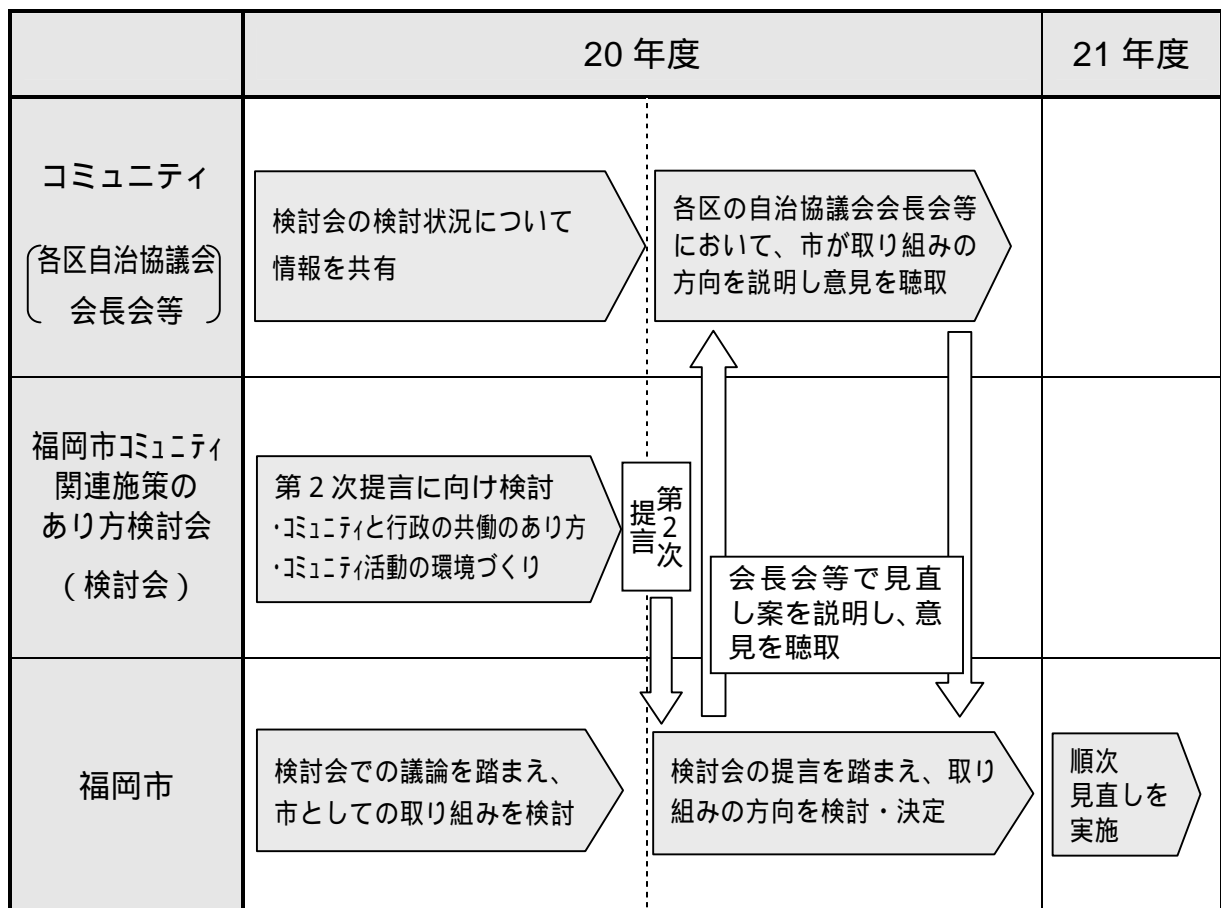 20 年度
21 年度
コミュニティ
各区自治協議会
会長会等
検討会の検討状況について
情報を共有
各区の自治協議会会長会等
において、市が取り組みの
方向を説明し意見を聴取
福岡市ｺﾐｭﾆﾃｨ
関連施策の
あり方検討会
（検討会）
第２次提言に向け検討
･ｺﾐｭﾆﾃｨと行政の共働のあり方
･ｺﾐｭﾆﾃｨ活動の環境づくり
第２次
提言
会長会等で見直
し案を説明し、意
見を聴取
福岡市
検討会での議論を踏まえ、
市としての取り組みを検討
検討会の提言を踏まえ、取り
組みの方向を検討・決定
順次
見直しを
実施